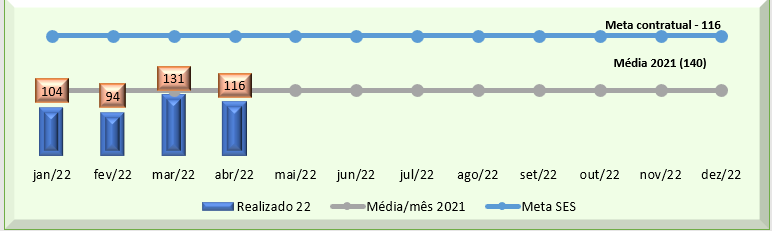 Meta contratual - 116
Média 2021 (140)
104 94 131 116
jan/22 fev/22 mar/22 abr/22 mai/22 jun/22 jul/22 ago/22 set/22 out/22 nov/22 dez/22
Realizado 22 Média/mês 2021 Meta SES